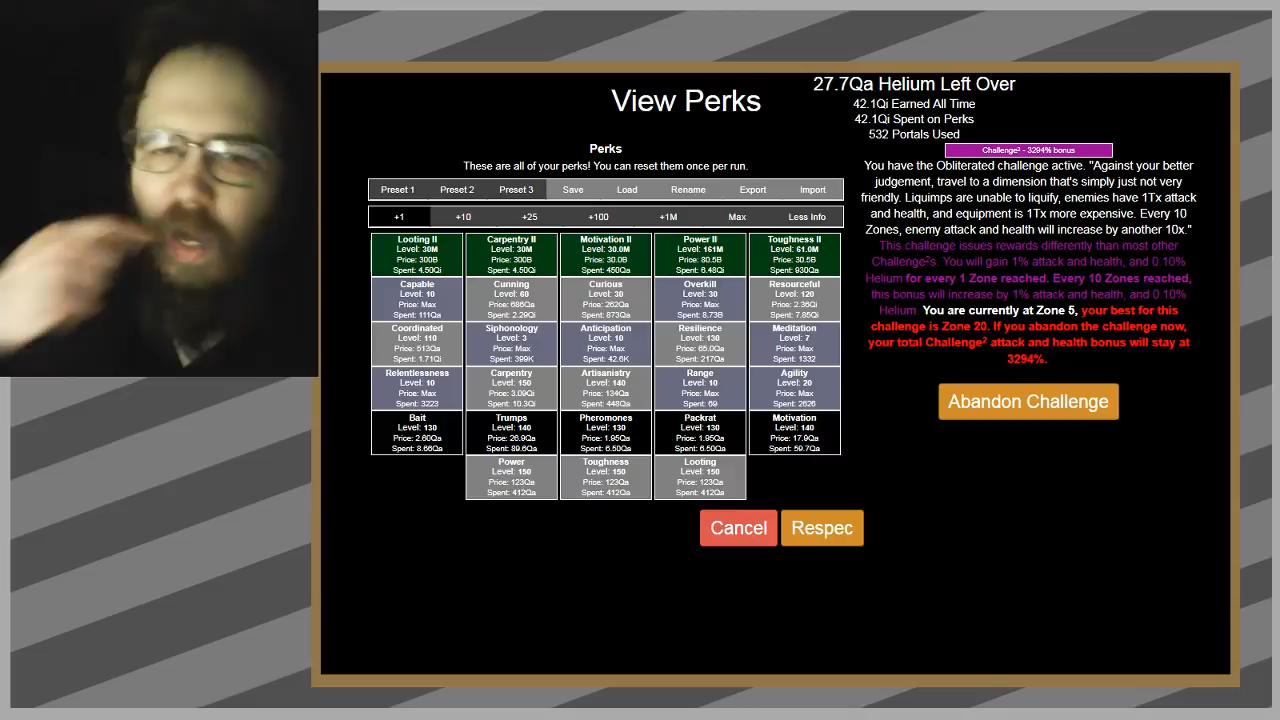 View Perks
27.7Qa Helium Left Over
42.1Qi Earned All Time
42.1Qi Spent on Perks
532 Portals Used
Challenge² - 3294% bonus
Perks
These are all of your perks! You can reset them once per run.
Preset 1 Preset 2 Preset 3 Save Load Rename Export Import
+1 +10 +25 +100 +1M Max Less Info
Looting II Carpentry II Motivation II Power II Toughness II
Level: 30M Level: 30M Level: 30.0M Level: 161M Level: 61.0M
Price: 300B Price: 300B Price: 30.0B Price: 80.5B Price: 30.5B
Spent: 4.50Qi Spent: 4.50Qi Spent: 450Qa Spent: 6.48Qi Spent: 930Qa
Capable Cunning Curious Overkill Resourceful
Level: 10 Level: 60 Level: 30 Level: 30 Level: 120
Price: Max Price: 686Qa Price: 262Qa Price: Max Price: 2.36Qi
Spent: 111Qa Spent: 2.29Qi Spent: 873Qa Spent: 8.73B Spent: 7.85Qi
Coordinated Siphonology Anticipation Resilience Meditation
Level: 110 Level: 3 Level: 10 Level: 130 Level: 7
Price: 513Qa Price: Max Price: Max Price: 65.0Qa Price: Max
Spent: 1.71Qi Spent: 399K Spent: 42.6K Spent: 217Qa Spent: 1332
Relentlessness Carpentry Artisanistry Range Agility
Level: 10 Level: 150 Level: 140 Level: 10 Level: 20
Price: Max Price: 3.09Qi Price: 134Qa Price: Max Price: Max
Spent: 3223 Spent: 10.3Qi Spent: 448Qa Spent: 69 Spent: 2626
Bait Trumps Pheromones Packrat Motivation
Level: 130 Level: 140 Level: 130 Level: 130 Level: 140
Price: 2.60Qa Price: 26.9Qa Price: 1.95Qa Price: 1.95Qa Price: 17.9Qa
Spent: 8.66Qa Spent: 89.6Qa Spent: 6.50Qa Spent: 6.50Qa Spent: 59.7Qa
Power Toughness Looting
Level: 150 Level: 150 Level: 150
Price: 123Qa Price: 123Qa Price: 123Qa
Spent: 412Qa Spent: 412Qa Spent: 412Qa
Cancel Respec
You have the Obliterated challenge active. "Against your better
judgement, travel to a dimension that's simply just not very
friendly. Liquimps are unable to liquify, enemies have 1Tx attack
and health, and equipment is 1Tx more expensive. Every 10
Zones, enemy attack and health will increase by another 10x."
This challenge issues rewards differently than most other
Challenge²s. You will gain 1% attack and health, and 0.10%
Helium for every 1 Zone reached. Every 10 Zones reached,
this bonus will increase by 1% attack and health, and 0.10%
Helium. You are currently at Zone 5, your best for this
challenge is Zone 20. If you abandon the challenge now,
your total Challenge² attack and health bonus will stay at
3294%.
Abandon Challenge